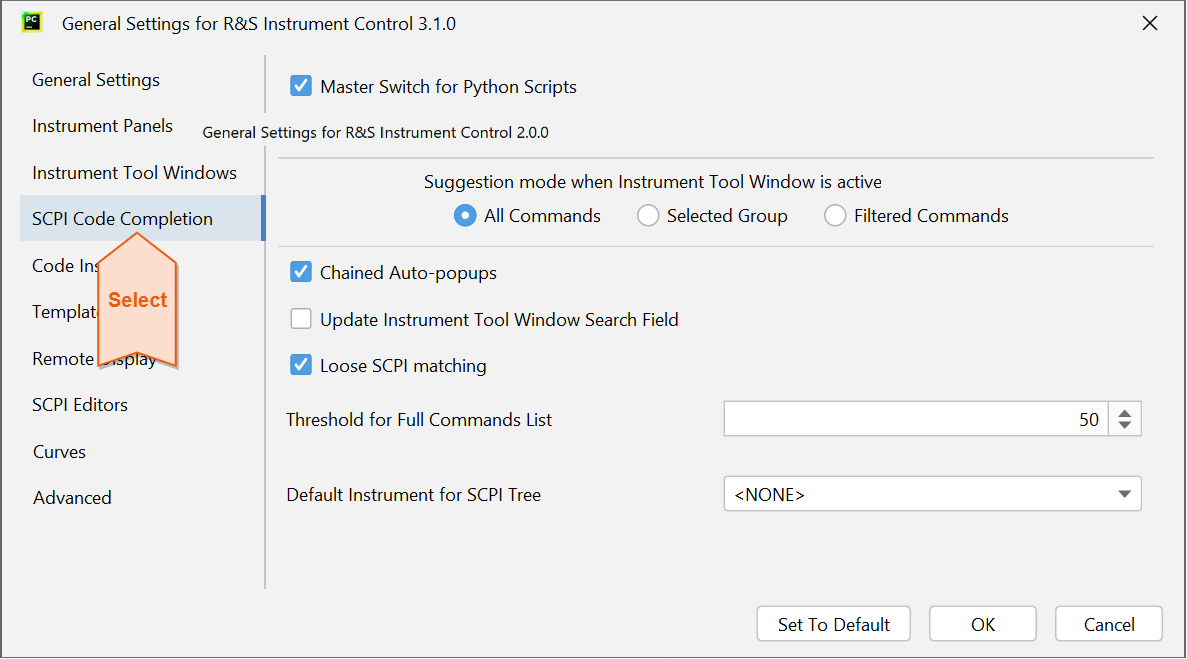 PC
General Settings for R&S Instrument Control 3.1.0
General Settings
Instrument Panels
Instrument Tool Windows
SCPI Code Completion
Code Ins
Templat
Remote isplay
SCPI Editors
Curves
Advanced
Select
Master Switch for Python Scripts
General Settings for R&S Instrument Control 2.0.0
Suggestion mode when Instrument Tool Window is active
All Commands Selected Group Filtered Commands
Chained Auto-popups
Update Instrument Tool Window Search Field
Loose SCPI matching
Threshold for Full Commands List 50
Default Instrument for SCPI Tree <NONE>
Set To Default OK Cancel